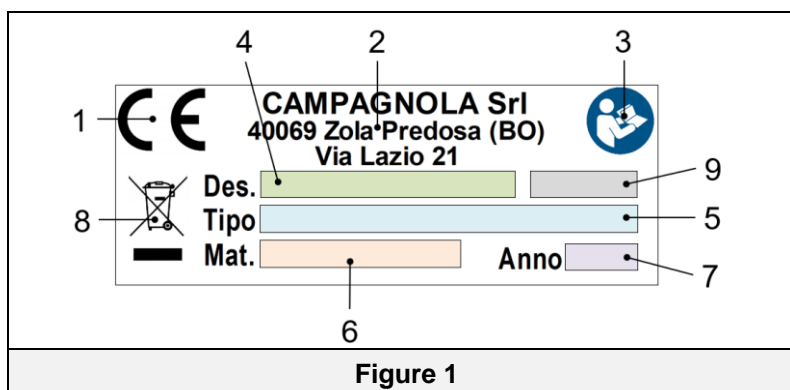 4 2 3
1 CE CAMPAGNOLA Srl
40069 Zola Predosa (BO)
Via Lazio 21
Des. 9
8 Tipo 5
Mat. Anno 7
6
Figure 1